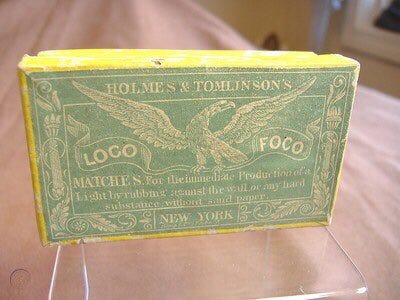 HOLMES & TOMLINSON'S
LOCO FOCO
MATCHES. For the immediate Production of a
Light by rubbing against the wall or any hard
substance, without sand paper
NEW YORK